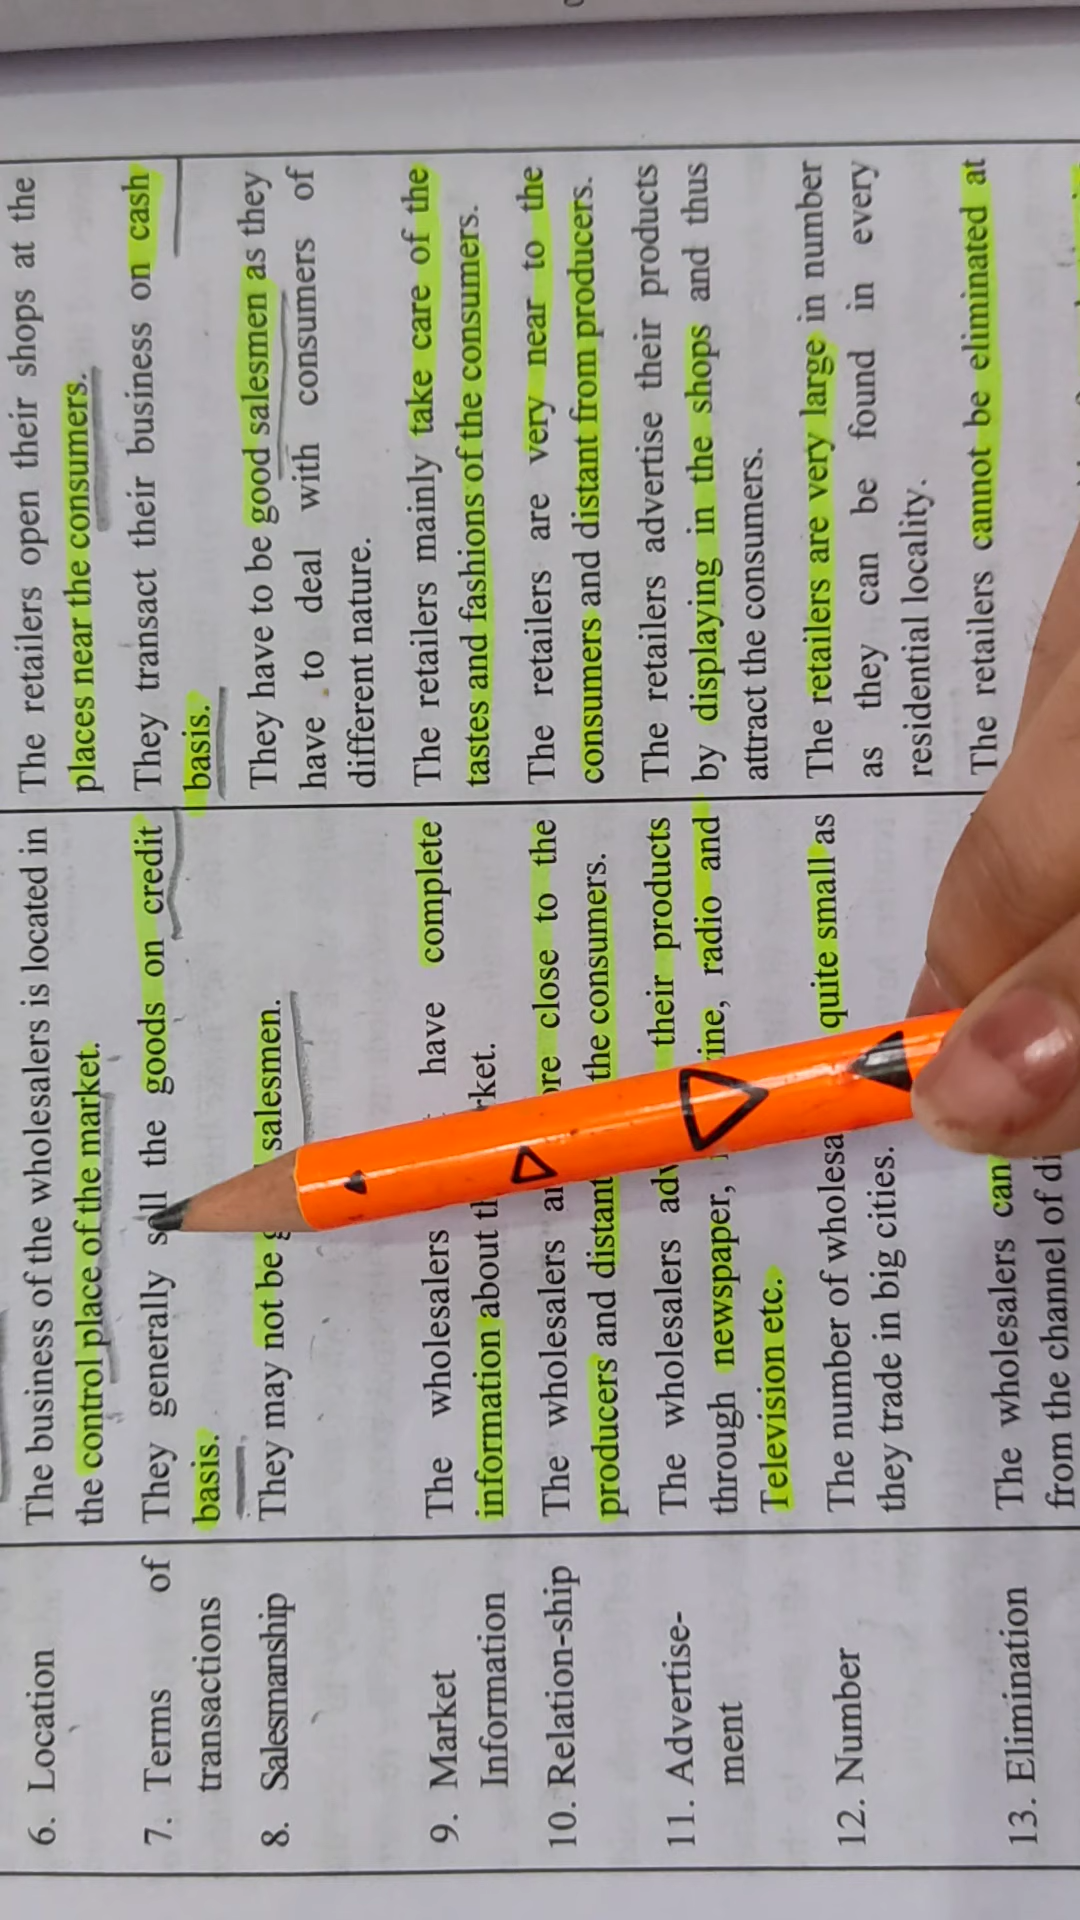 6. Location
The business of the wholesalers is located in
the control place of the market.
The retailers open their shops at the
places near the consumers.
7. Terms of
transactions
They generally sell the goods on credit
basis.
They transact their business on cash
basis.
8. Salesmanship
They may not be salesmen.
They have to be good salesmen as they
have to deal with consumers of
different nature.
9. Market
Information
The wholesalers have complete
information about
The retailers mainly take care of the
tastes and fashions of the consumers.
10. Relation-ship
The wholesalers close to the
producers and distant the consumers.
The retailers are very near to the
consumers and distant from producers.
11. Advertise-
ment
The wholesalers their products
through newspaper, radio and
Television etc.
The retailers advertise their products
by displaying in the shops and thus
attract the consumers.
12. Number
The number of quite small as
they trade in big cities.
The retailers are very large in number
as they can be found in every
residential locality.
13. Elimination
The wholesalers can
from the channel of
The retailers cannot be eliminated at